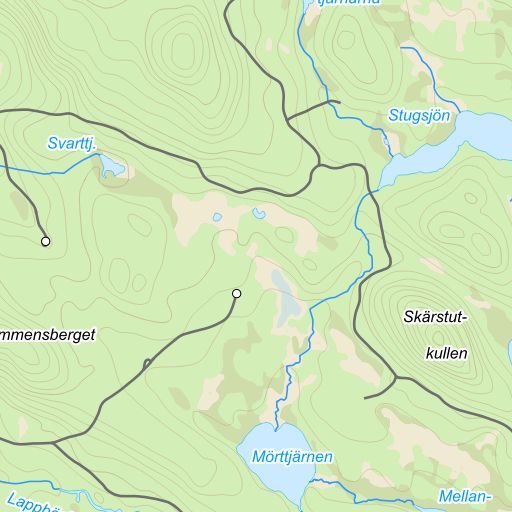 Stugsjön
Svarttj.
Skärstut-
kullen
mmensberget
Mörttjärnen
Mellan-